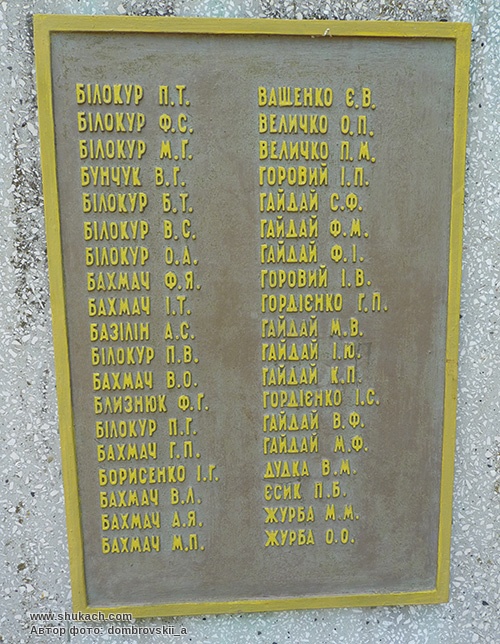 БІЛОКУР П.Т.
БІЛОКУР Ф.С.
БІЛОКУР М.Г.
БУНЧУК В.Г.
БІЛОКУР Б.Т.
БІЛОКУР В.С.
БІЛОКУР О.А.
БАХМАЧ Ф.Я.
БАХМАЧ І.Т.
БАЗІЛІН А.С.
БІЛОКУР П.В.
БАХМАЧ В.О.
БЛИЗНЮК Ф.Г.
БІЛОКУР П.Г.
БАХМАЧ Г.П.
БОРИСЕНКО І.Г.
БАХМАЧ В.Л.
БАХМАЧ А.Я.
БАХМАЧ М.П.
ВАЩЕНКО Є.В.
ВЕЛИЧКО О.П.
ВЕЛИЧКО П.М.
ГОРОВИЙ І.П.
ГАЙДАЙ С.Ф.
ГАЙДАЙ Ф.М.
ГАЙДАЙ Ф.І.
ГОРОВИЙ І.В.
ГОРДІЄНКО Г.П.
ГАЙДАЙ М.В.
ГАЙДАЙ І.Ю.
ГАЙДАЙ К.П.
ГОРДІЄНКО І.С.
ГАЙДАЙ В.Ф.
ГАЙДАЙ М.Ф.
ДУДКА В.М.
ЄСИК П.Б.
ЖУРБА М.М.
ЖУРБА О.О.
www.shukach.com
Автор фото: dombrovskii_a